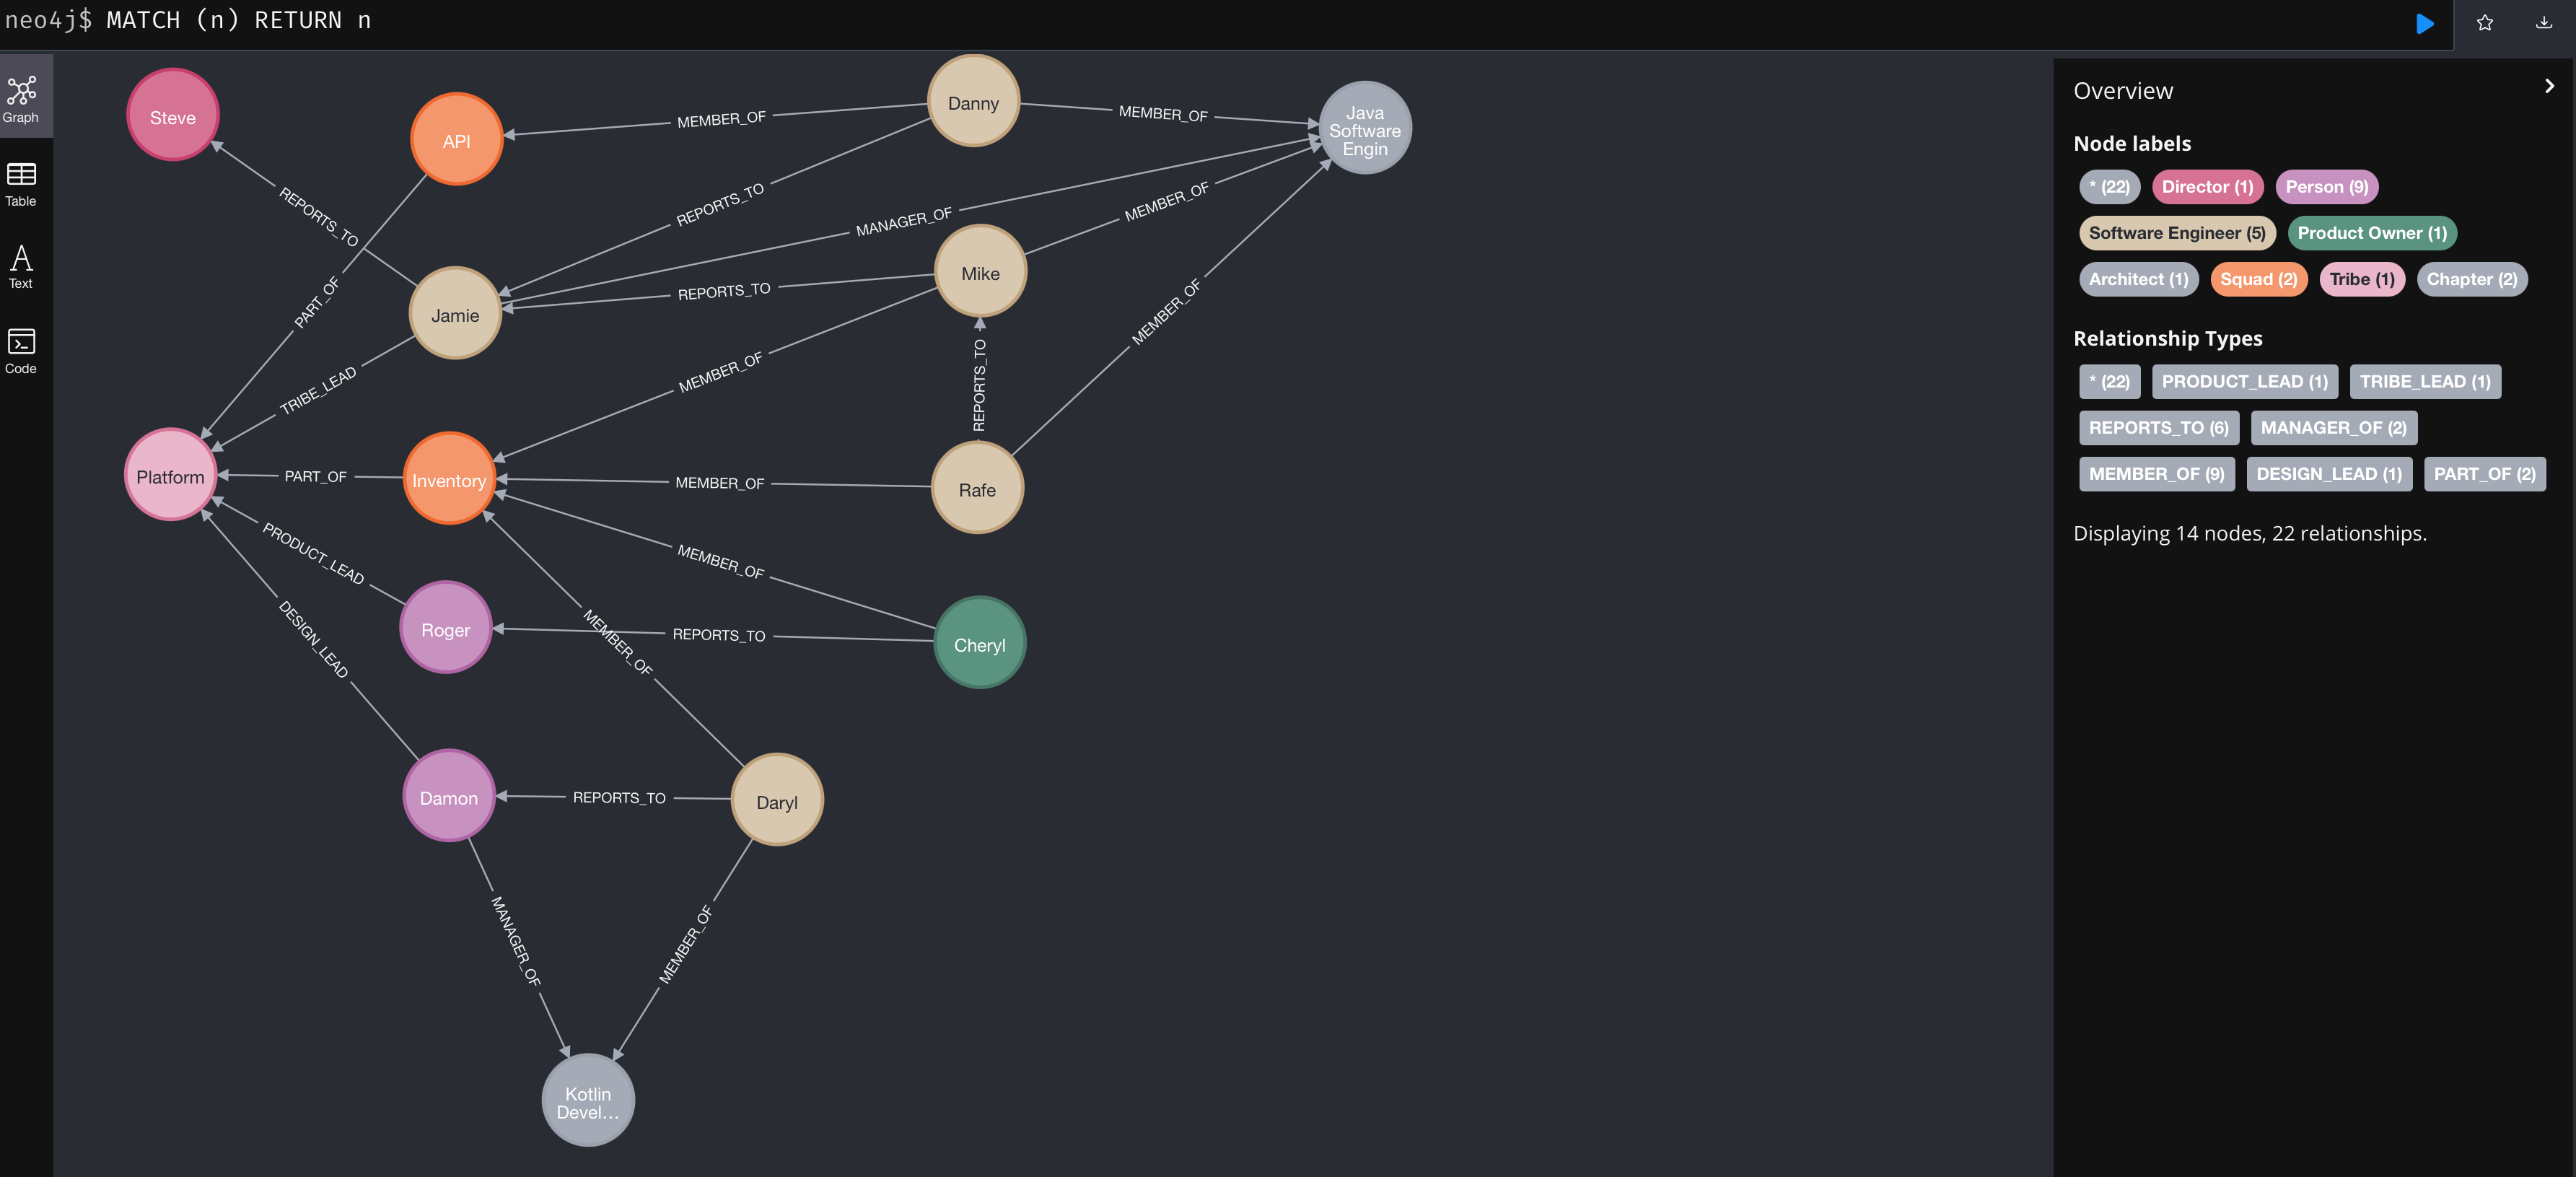 neo4j$ MATCH (n) RETURN n
Graph
Table
Text
Code
Steve
API
Danny
Java
Software
Engin
MEMBER_OF
MEMBER_OF
REPORTS_TO
REPORTS_TO
MANAGER_OF
MEMBER_OF
Jamie
Mike
PART_OF
REPORTS_TO
MEMBER_OF
TRIBE_LEAD
MEMBER_OF
REPORTS_TO
Platform
PART_OF
Inventory
MEMBER_OF
Rafe
PRODUCT_LEAD
MEMBER_OF
Roger
REPORTS_TO
Cheryl
DESIGN_LEAD
MEMBER_OF
Damon
REPORTS_TO
Daryl
MANAGER_OF
MEMBER_OF
Kotlin
Devel...
Overview
Node labels
* (22) Director (1) Person (9)
Software Engineer (5) Product Owner (1)
Architect (1) Squad (2) Tribe (1) Chapter (2)
Relationship Types
* (22) PRODUCT_LEAD (1) TRIBE_LEAD (1)
REPORTS_TO (6) MANAGER_OF (2)
MEMBER_OF (9) DESIGN_LEAD (1) PART_OF (2)
Displaying 14 nodes, 22 relationships.